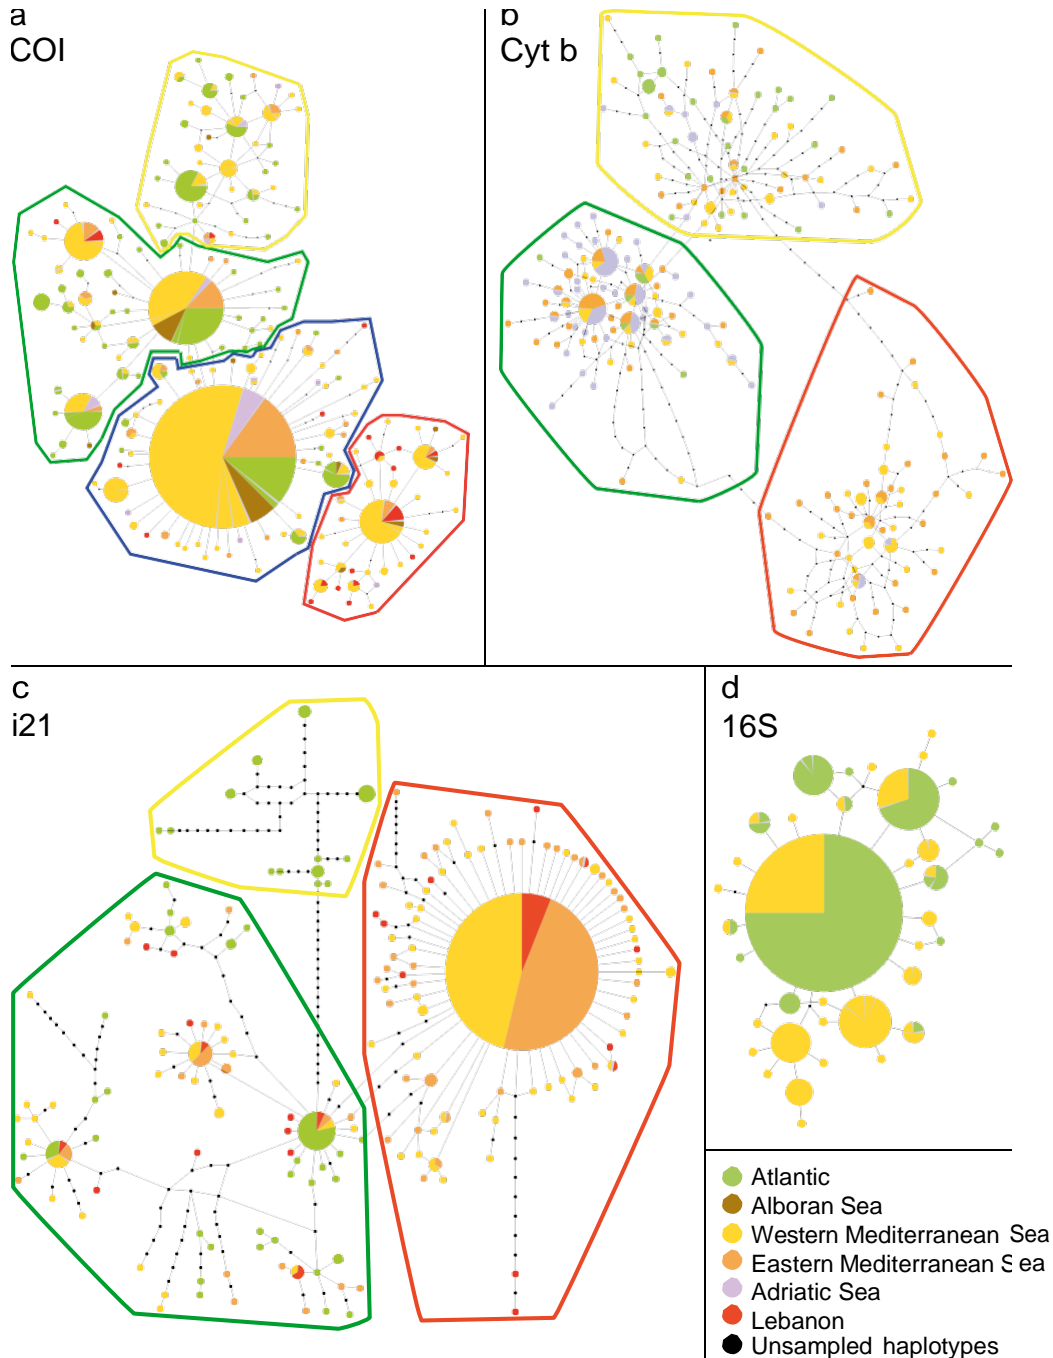 a
COI
b
Cyt b
c
i21
d
16S
Atlantic
Alboran Sea
Western Mediterranean Sea
Eastern Mediterranean Sea
Adriatic Sea
Lebanon
Unsampled haplotypes